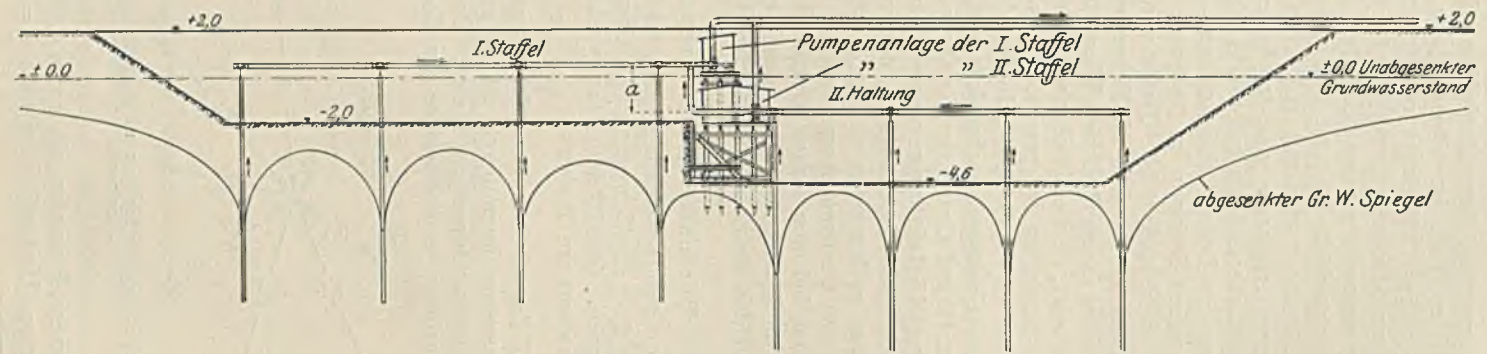 +2,0
+2,0
I. Staffel
Pumpenanlage der I. Staffel
" " II. Staffel
±0,0
±0,0 Unabgesenkter
Grundwasserstand
a
II. Haltung
-2,0
-4,6
abgesenkter Gr. W. Spiegel